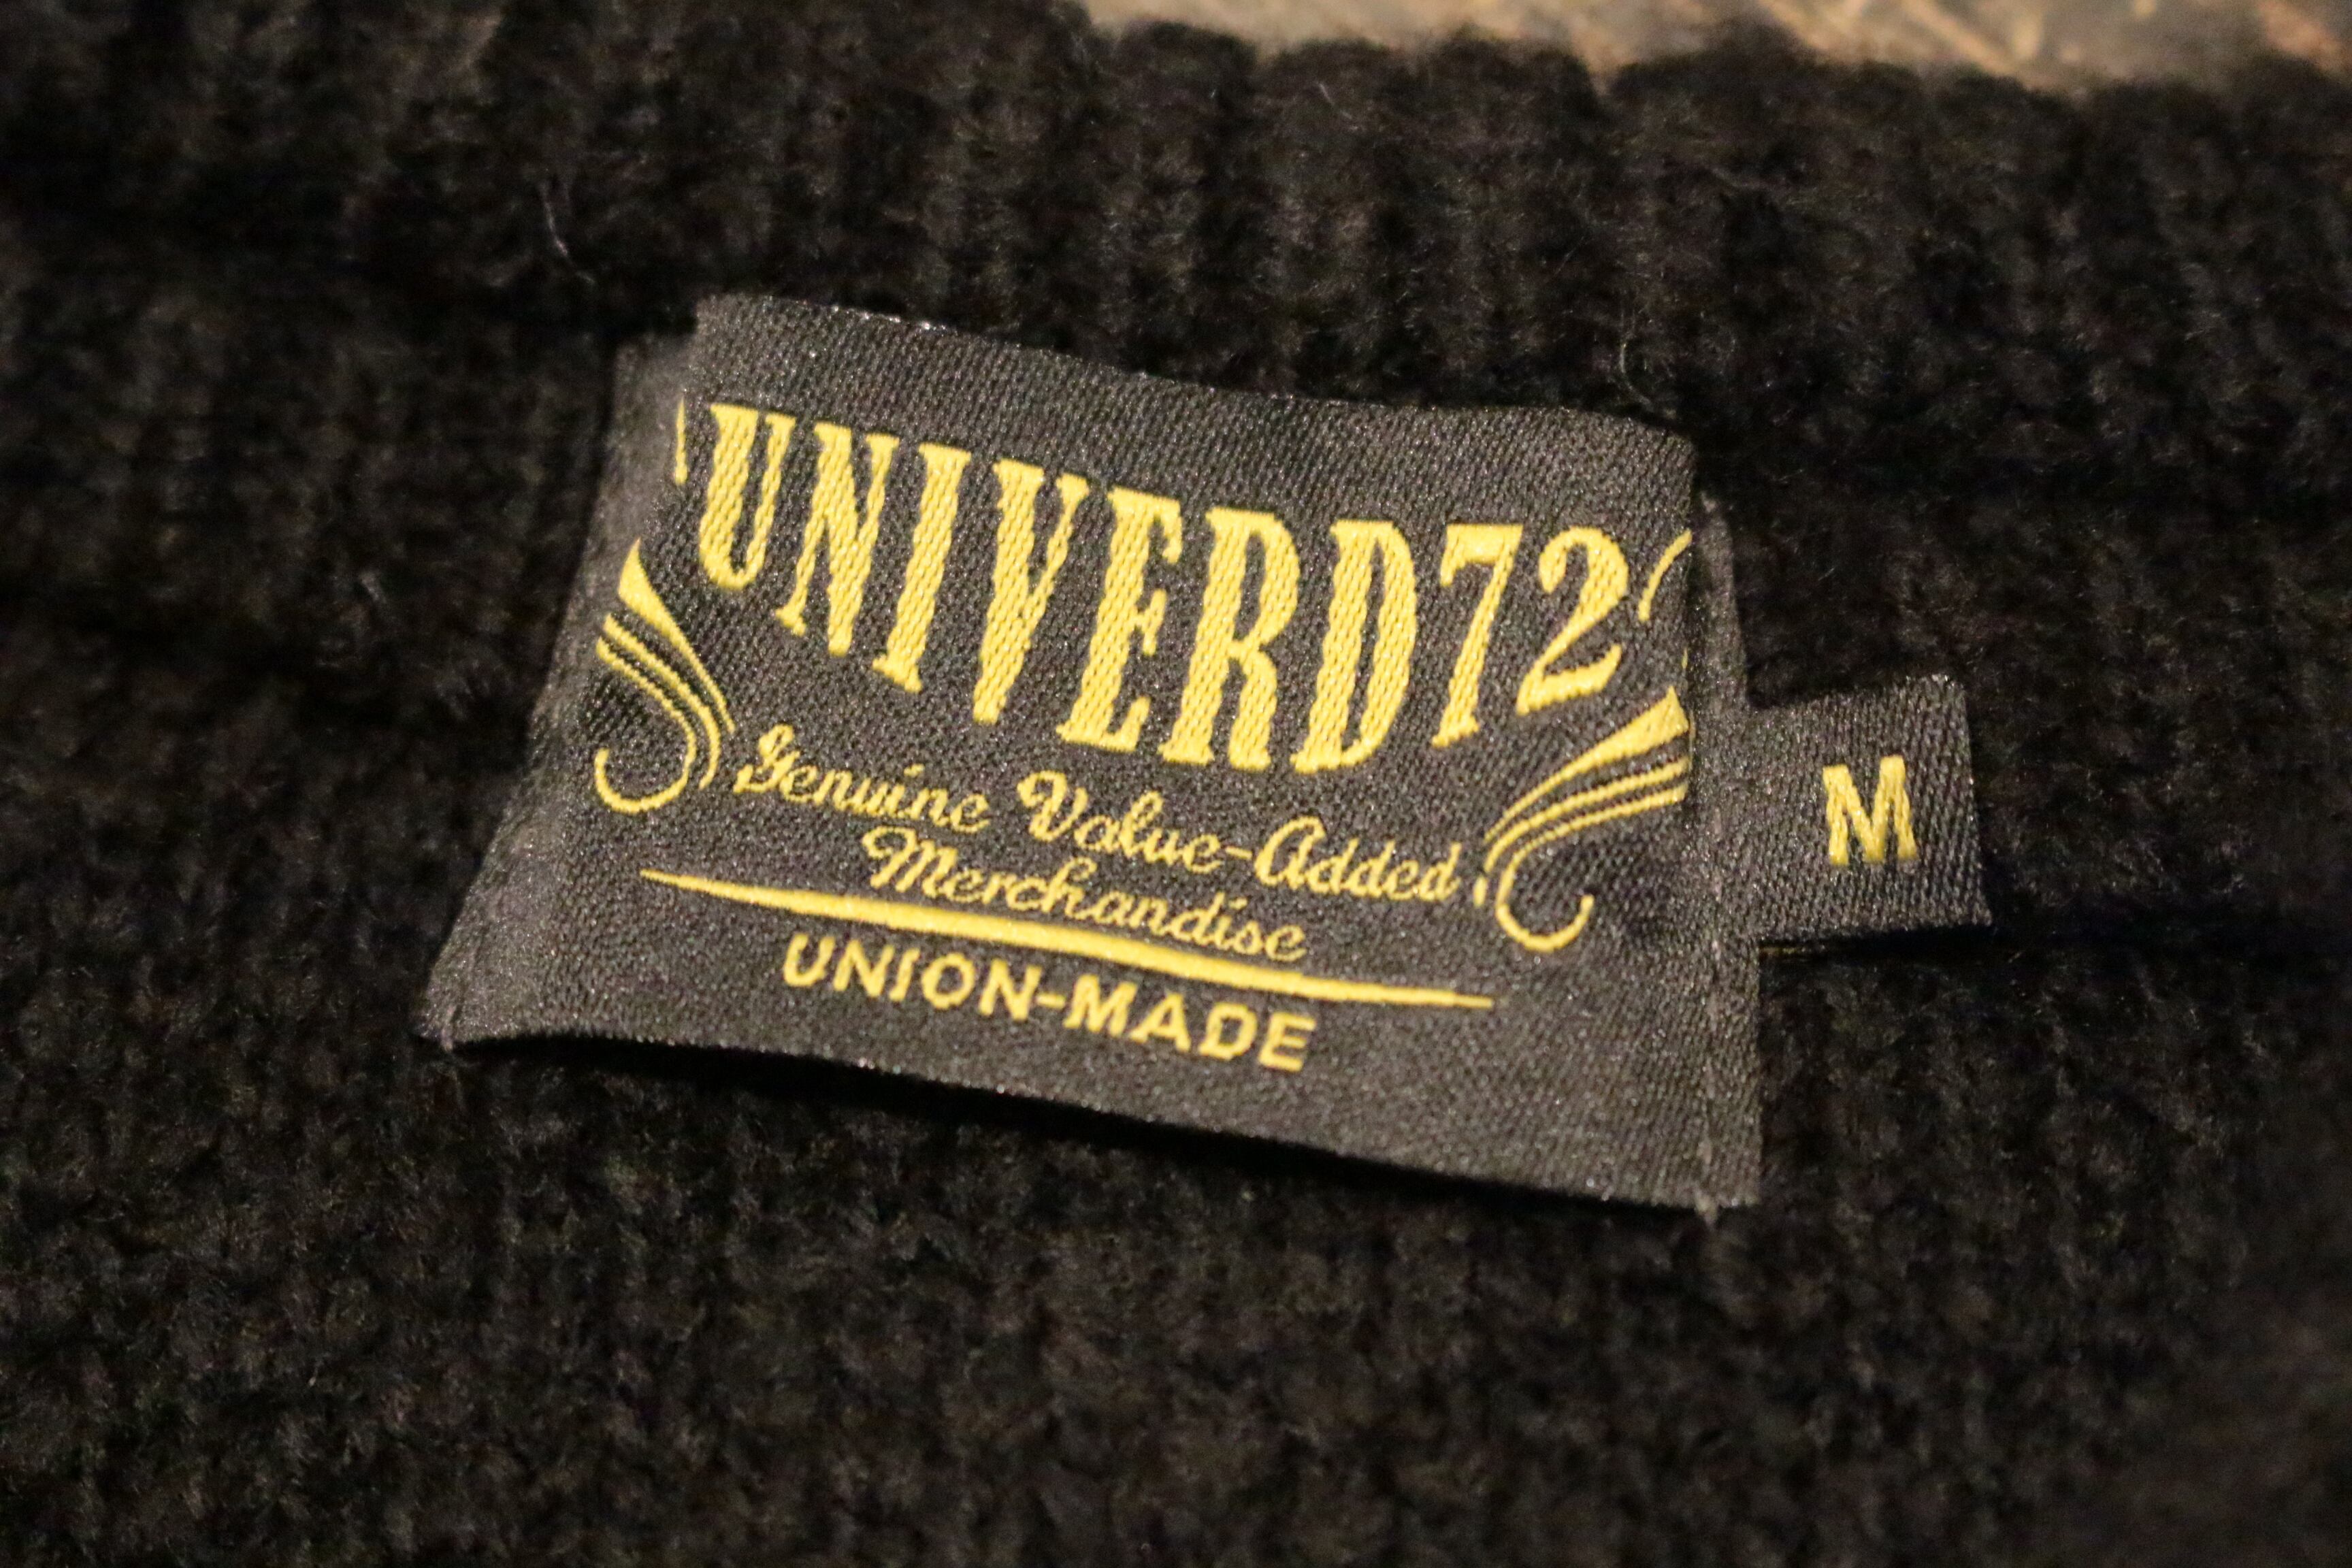 UNIVERD72
Genuine Value-Added
Merchandise
UNION-MADE
M